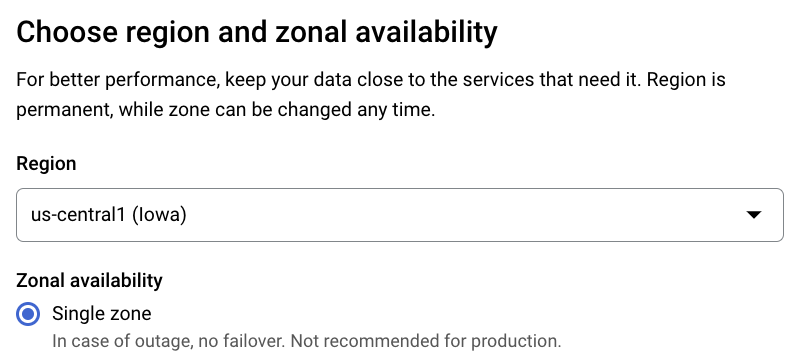 Choose region and zonal availability
For better performance, keep your data close to the services that need it. Region is
permanent, while zone can be changed any time.
Region
us-central1 (Iowa)
Zonal availability
Single zone
In case of outage, no failover. Not recommended for production.